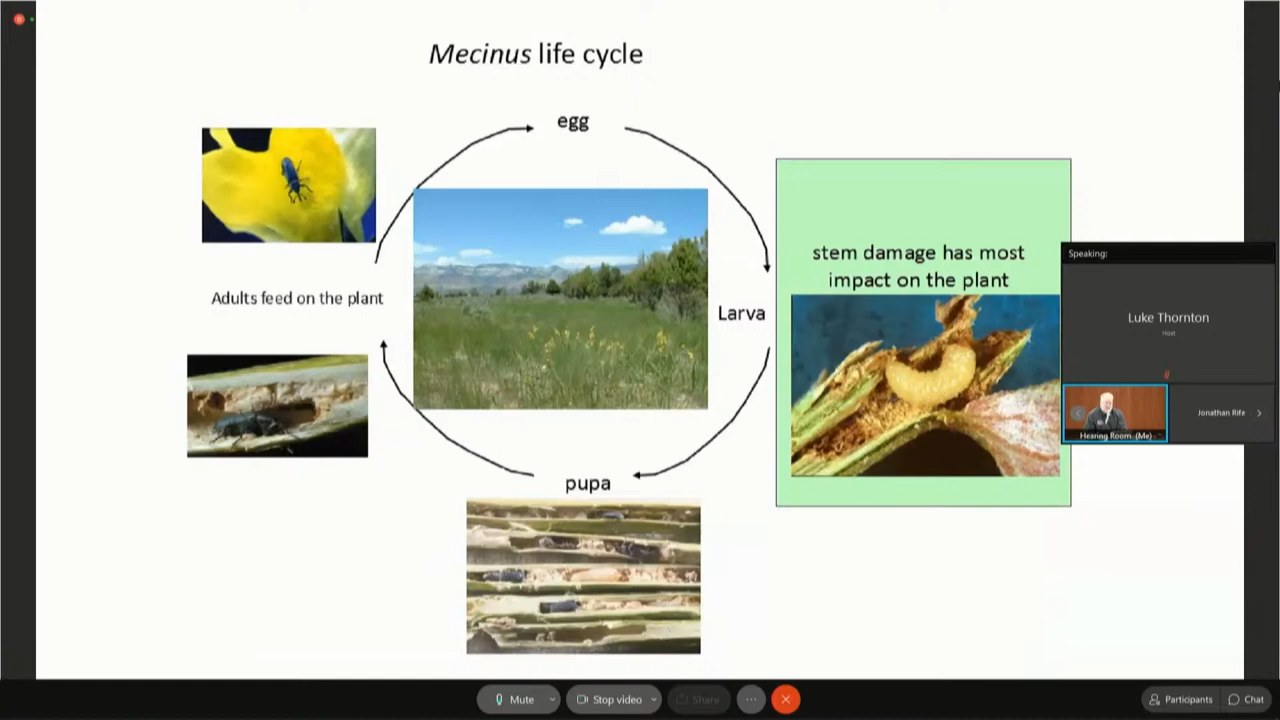 Mecinus life cycle
egg
stem damage has most
impact on the plant
Adults feed on the plant
Larva
pupa
Speaking:
Luke Thornton
Host
Hearing Room (Me)
Jonathan Rife
Mute
Stop video
Share
Participants
Chat